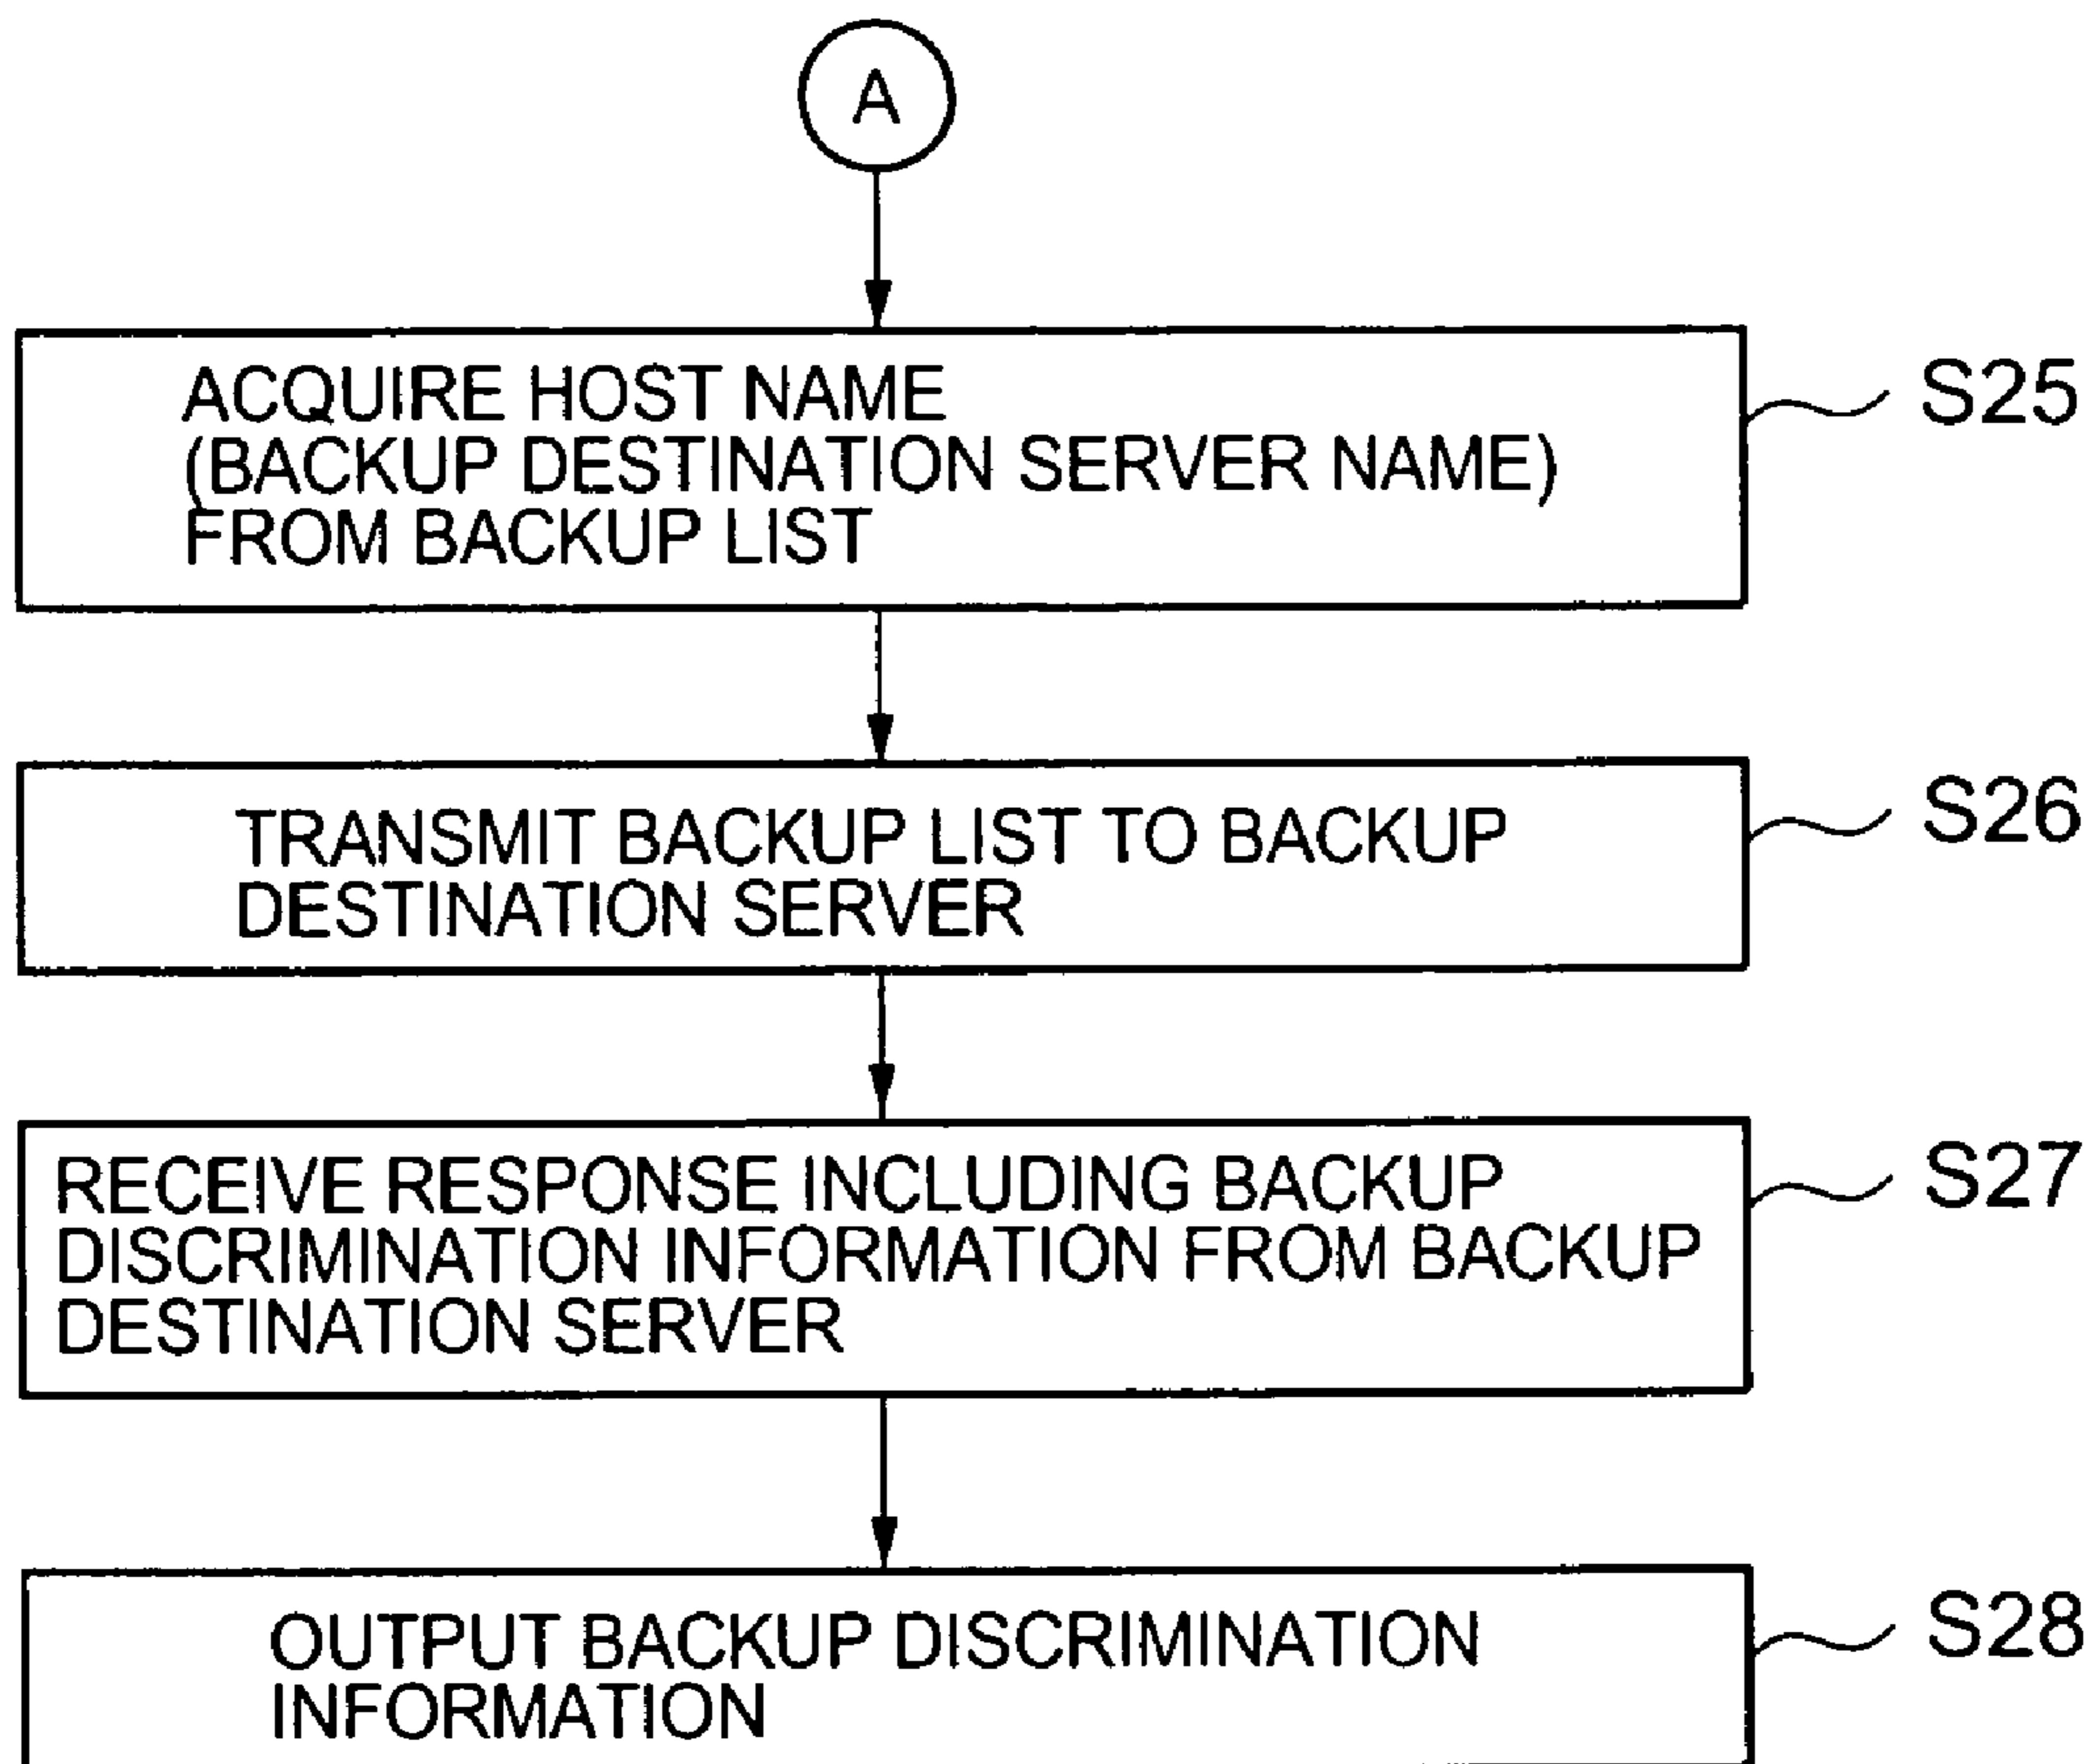 A
ACQUIRE HOST NAME
(BACKUP DESTINATION SERVER NAME)
FROM BACKUP LIST
S25
TRANSMIT BACKUP LIST TO BACKUP
DESTINATION SERVER
S26
RECEIVE RESPONSE INCLUDING BACKUP
DISCRIMINATION INFORMATION FROM BACKUP
DESTINATION SERVER
S27
OUTPUT BACKUP DISCRIMINATION
INFORMATION
S28